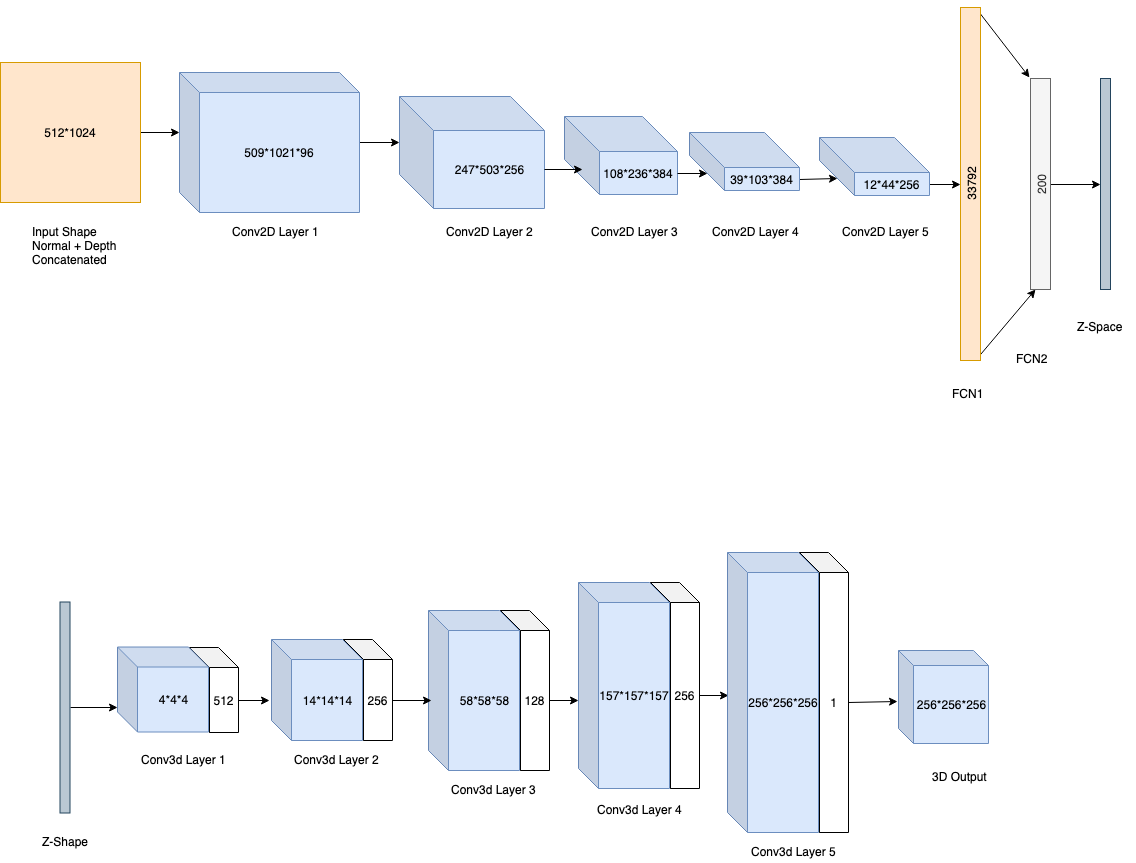 512*1024
Input Shape
Normal + Depth
Concatenated
509*1021*96
Conv2D Layer 1
247*503*256
Conv2D Layer 2
108*236*384
Conv2D Layer 3
39*103*384
Conv2D Layer 4
12*44*256
Conv2D Layer 5
33792
FCN1
200
FCN2
Z-Space
Z-Shape
4*4*4
512
Conv3d Layer 1
14*14*14
256
Conv3d Layer 2
58*58*58
128
Conv3d Layer 3
157*157*157
256
Conv3d Layer 4
256*256*256
1
Conv3d Layer 5
256*256*256
3D Output